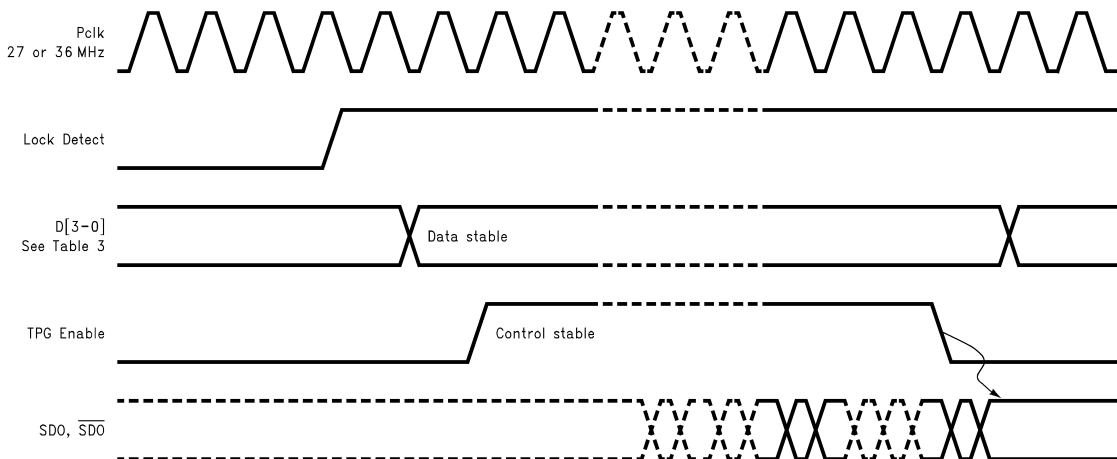 Pclk
27 or 36 MHz
Lock Detect
D[3-0]
See Table 3
Data stable
TPG Enable
Control stable
SDO, S̅D̅O̅